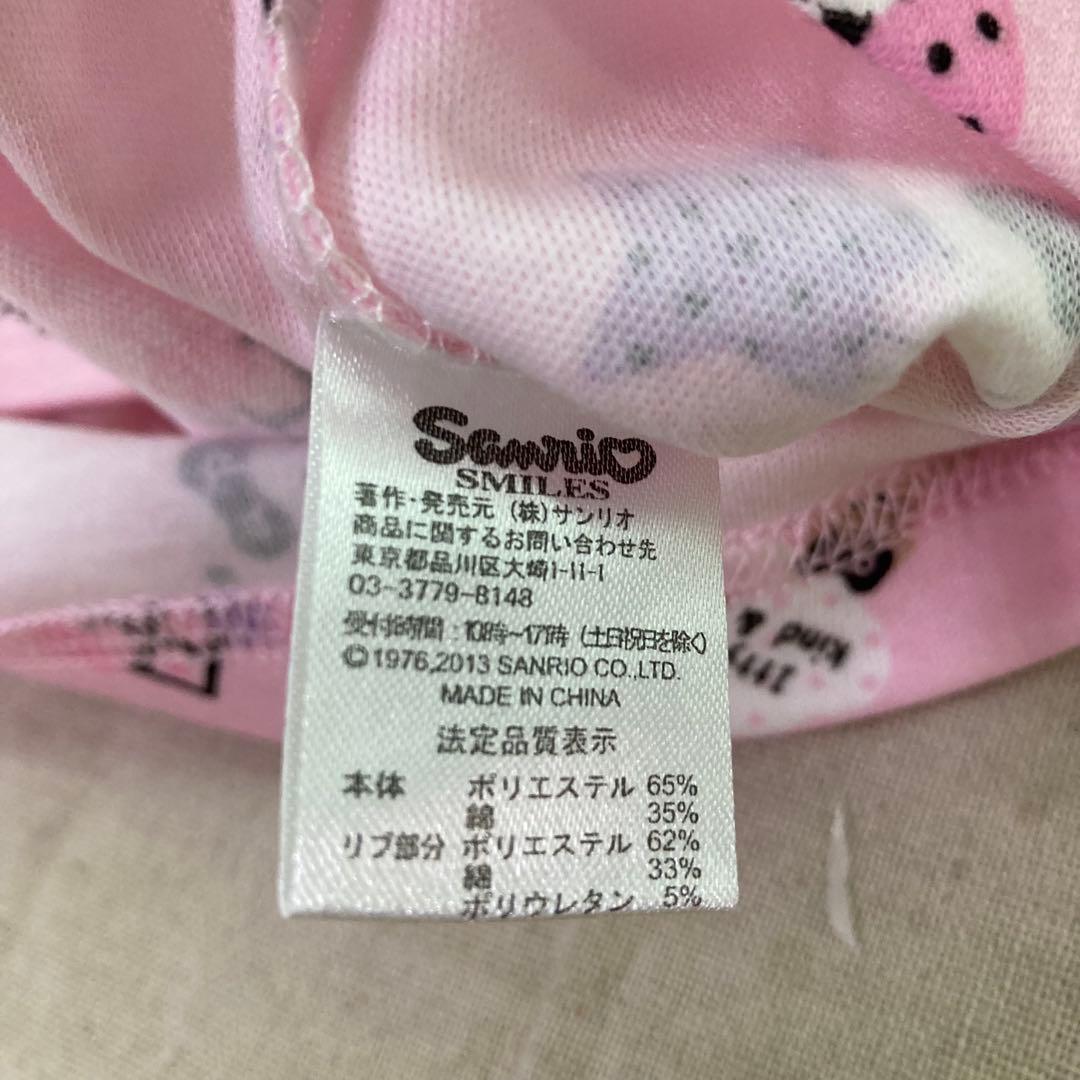 Sanrio
SMILES
著作・発売元 (株)サンリオ
商品に関するお問い合わせ先
東京都品川区大崎1-11-1
03-3779-8148
受付時間:10時~17時 (土日祝日を除く)
©1976,2013 SANRIO CO.,LTD.
MADE IN CHINA
法定品質表示
本体 ポリエステル 65%
綿 35%
リブ部分 ポリエステル 62%
綿 33%
ポリウレタン 5%
kind